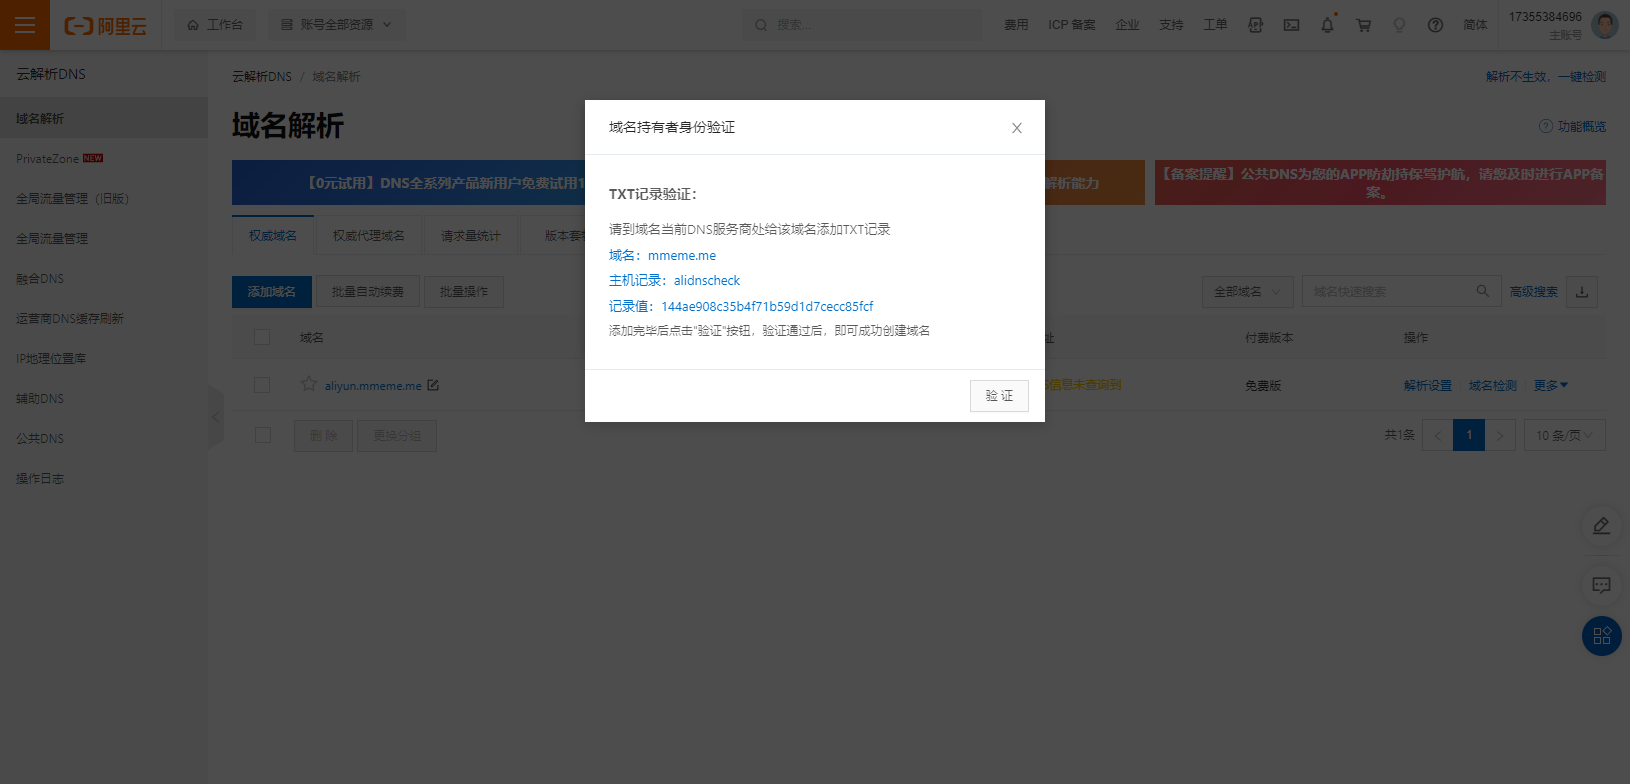 阿里云
工作台
账号全部资源
搜索...
费用
ICP 备案
企业
支持
工单
简体
17355384696
主账号
云解析DNS
域名解析
PrivateZone NEW
全局流量管理（旧版）
全局流量管理
融合DNS
运营商DNS缓存刷新
IP地理位置库
辅助DNS
公共DNS
操作日志
云解析DNS / 域名解析
解析不生效，一键检测
域名解析
功能概览
【0元试用】DNS全系列产品新用户免费试用1
解析能力
【备案提醒】公共DNS为您的APP防劫持保驾护航，请您及时进行APP备
案。
权威域名
权威代理域名
请求量统计
版本套
添加域名
批量自动续费
批量操作
全部域名
域名快速搜索
高级搜索
域名
址
付费版本
操作
aliyun.mmeme.me
信息未查询到
免费版
解析设置
域名检测
更多
删 除
更换分组
共1条
1
10 条/页
域名持有者身份验证
TXT记录验证：
请到域名当前DNS服务商处给该域名添加TXT记录
域名：mmeme.me
主机记录：alidnscheck
记录值：144ae908c35b4f71b59d1d7cecc85fcf
添加完毕后点击"验证"按钮，验证通过后，即可成功创建域名
验 证